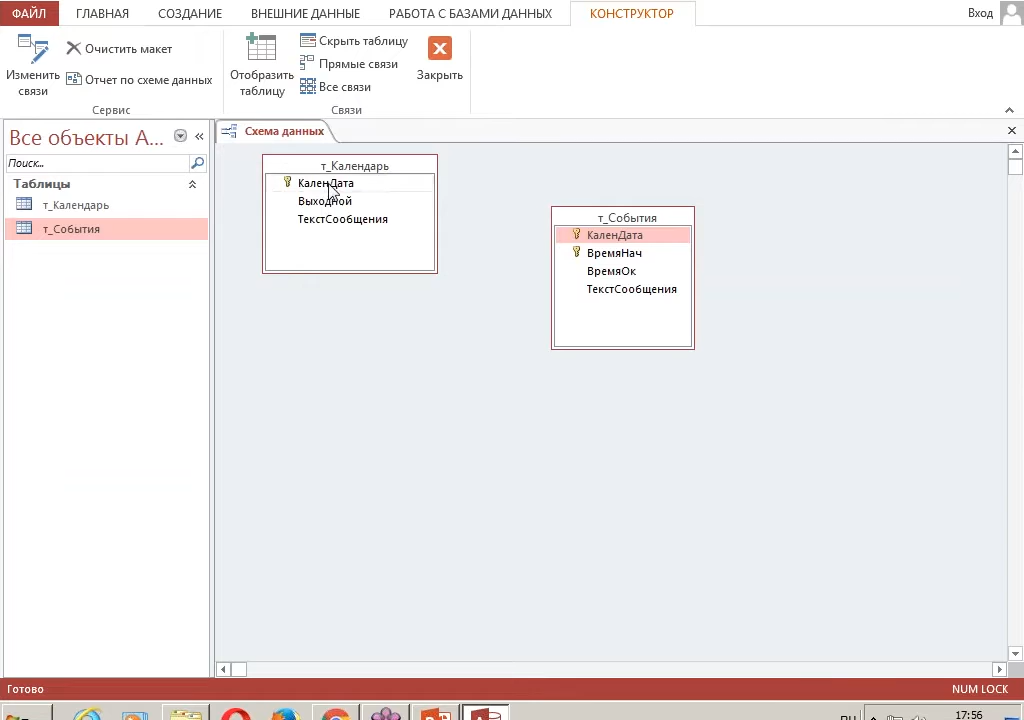 ФАЙЛ ГЛАВНАЯ СОЗДАНИЕ ВНЕШНИЕ ДАННЫЕ РАБОТА С БАЗАМИ ДАННЫХ КОНСТРУКТОР Вход
Изменить связи
Очистить макет
Отчет по схеме данных
Сервис
Отобразить таблицу
Скрыть таблицу
Прямые связи
Все связи
Закрыть
Связи
Все объекты A...
Поиск...
Таблицы
т_Календарь
т_События
Схема данных
т_Календарь
КаленДата
Выходной
ТекстСообщения
т_События
КаленДата
ВремяНач
ВремяОк
ТекстСообщения
Готово
NUM LOCK
17:56